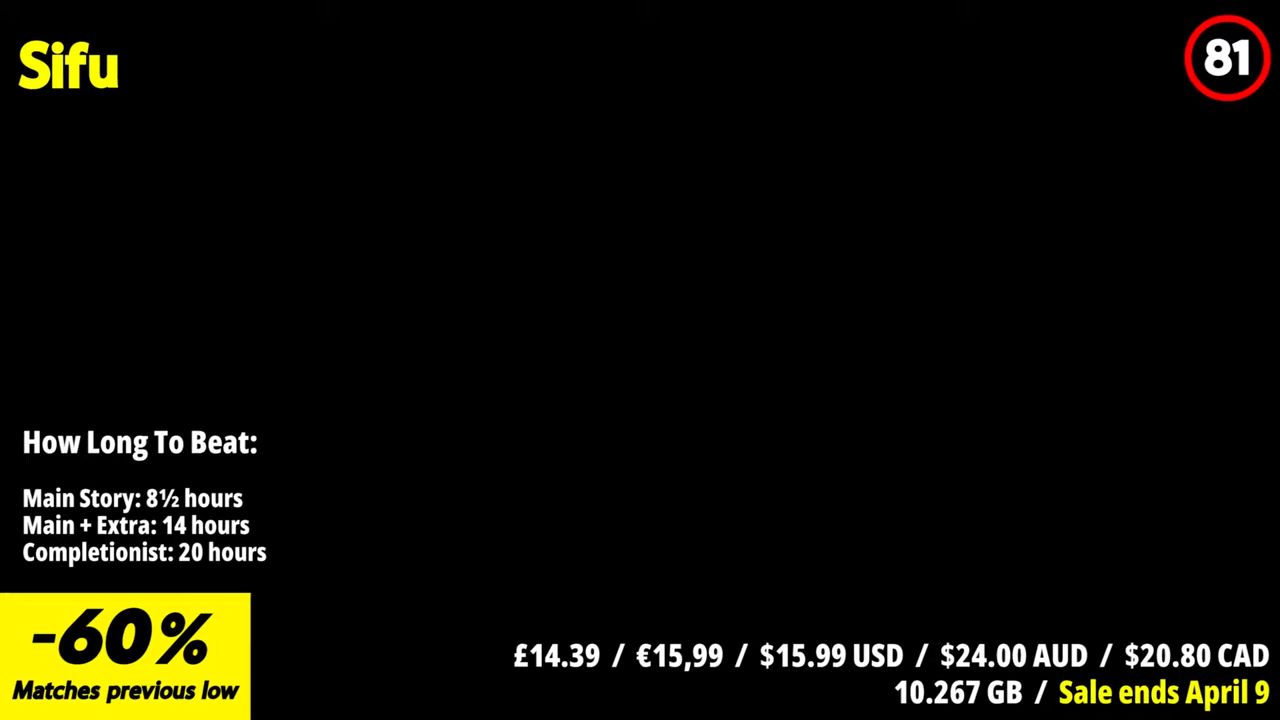 Sifu
81
How Long To Beat:
Main Story: 8½ hours
Main + Extra: 14 hours
Completionist: 20 hours
-60%
Matches previous low
£14.39 / €15,99 / $15.99 USD / $24.00 AUD / $20.80 CAD
10.267 GB / Sale ends April 9